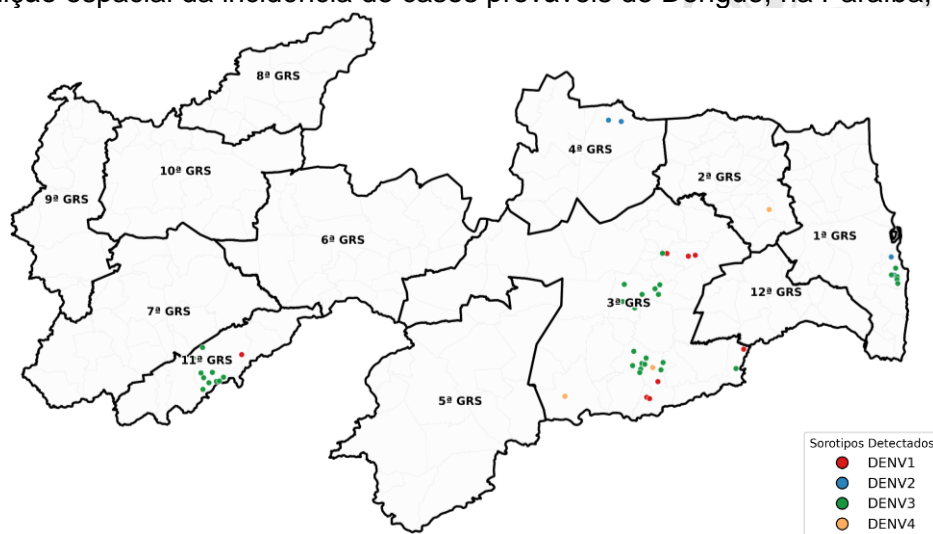 espacial da incidência de casos prováveis de Dengue, na Paraíba,
8ª GRS
4ª GRS
10ª GRS
2ª GRS
9ª GRS
1ª GRS
6ª GRS
12ª GRS
3ª GRS
7ª GRS
11ª GRS
5ª GRS
Sorotipos Detectados
DENV1
DENV2
DENV3
DENV4